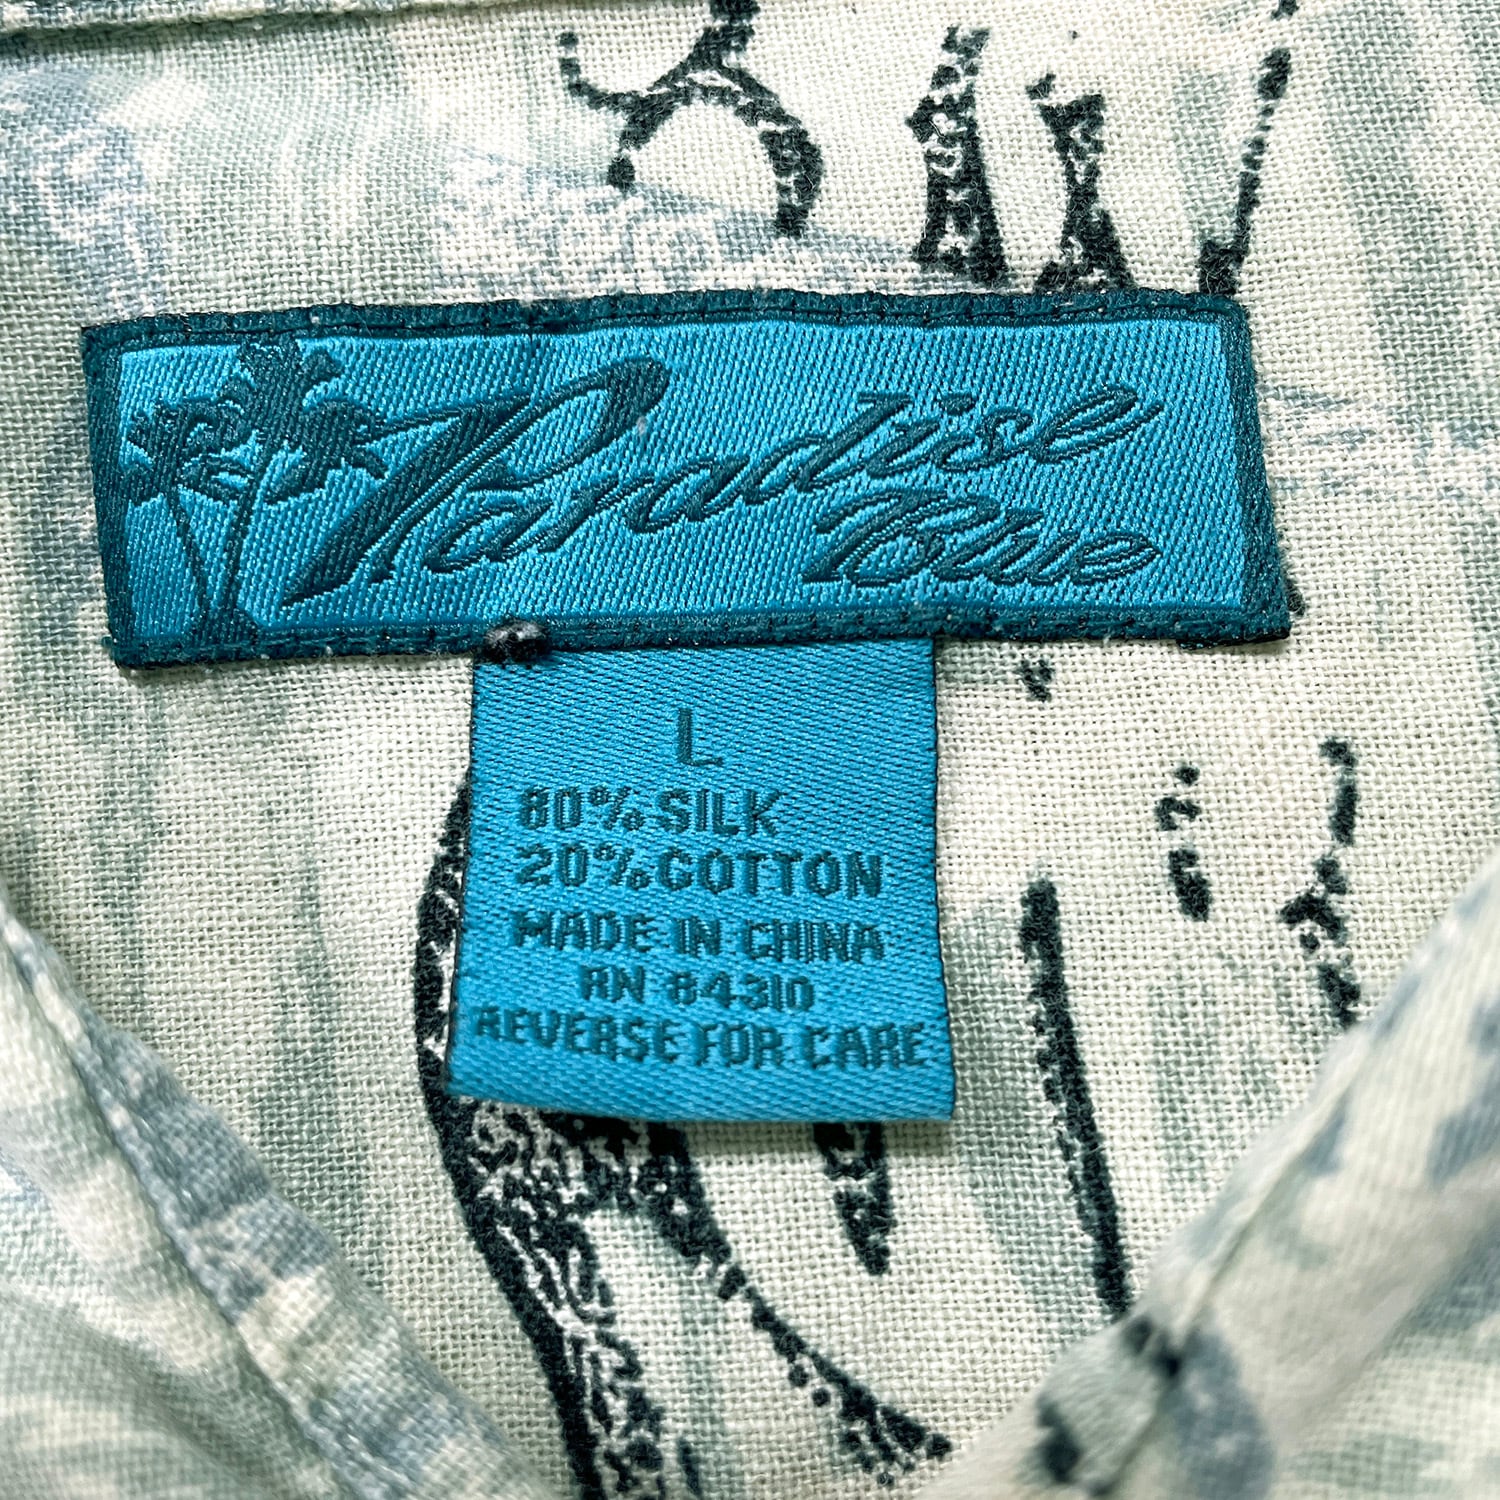 Paradise
Blue
L
80% SILK
20% COTTON
MADE IN CHINA
RN 84310
REVERSE FOR CARE